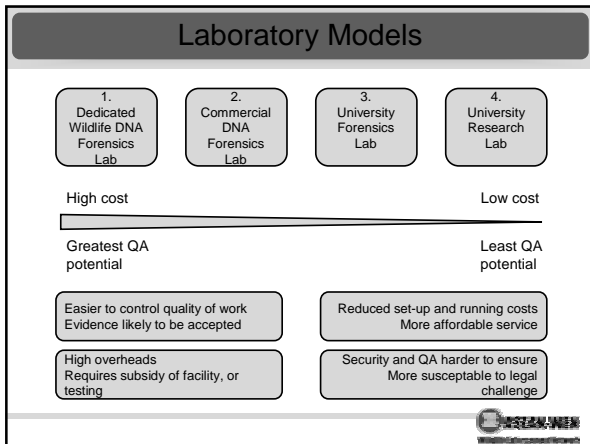 Laboratory Models
1.
Dedicated
Wildlife DNA
Forensics
Lab
2.
Commercial
DNA
Forensics
Lab
3.
University
Forensics
Lab
4.
University
Research
Lab
High cost
Low cost
Greatest QA
potential
Least QA
potential
Easier to control quality of work
Evidence likely to be accepted
Reduced set-up and running costs
More affordable service
High overheads
Requires subsidy of facility, or
testing
Security and QA harder to ensure
More susceptable to legal
challenge
ASEAN-WEN